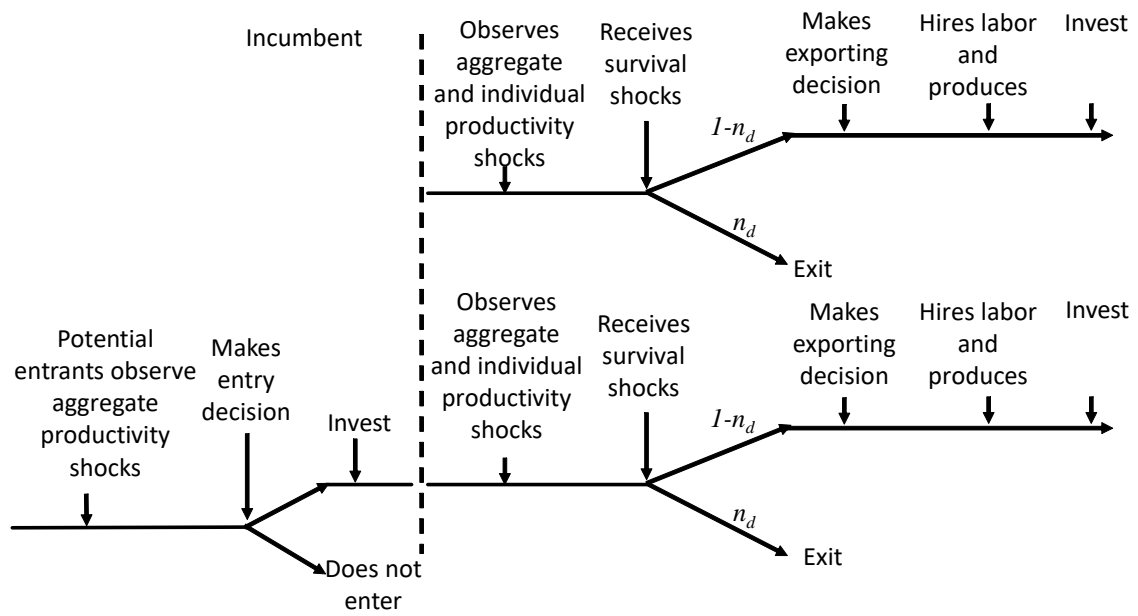 Incumbent
Observes
aggregate
and individual
productivity
shocks
Receives
survival
shocks
Makes
exporting
decision
Hires labor
and
produces
Invest
1-n_d
n_d
Exit
Potential
entrants observe
aggregate
productivity
shocks
Makes
entry
decision
Invest
Does not
enter
Observes
aggregate
and individual
productivity
shocks
Receives
survival
shocks
Makes
exporting
decision
Hires labor
and
produces
Invest
1-n_d
n_d
Exit